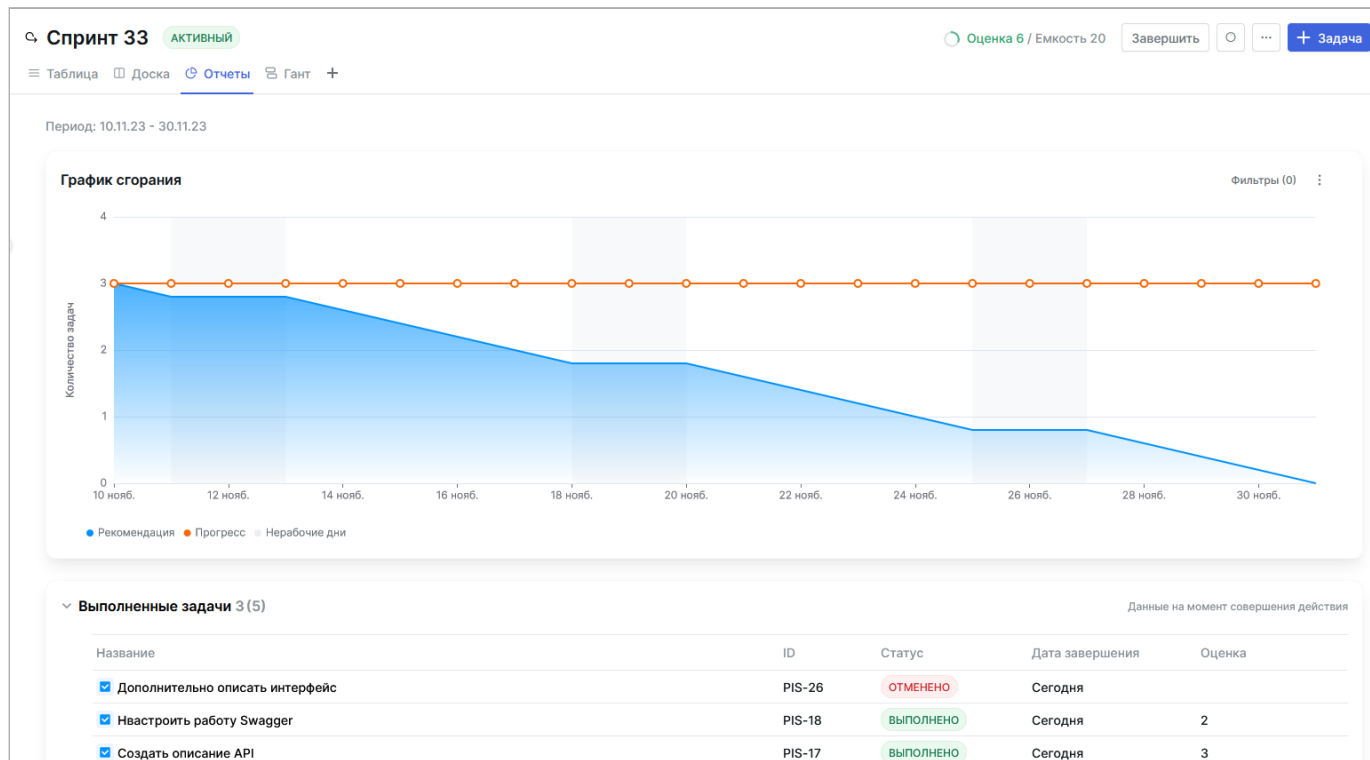 Спринт 33 АКТИВНЫЙ Оценка 6 / Емкость 20 Завершить ... + Задача
Таблица Доска Отчеты Гант +
Период: 10.11.23 - 30.11.23
График сгорания Фильтры (0)
4
3
2
1
0
Количество задач
10 нояб. 12 нояб. 14 нояб. 16 нояб. 18 нояб. 20 нояб. 22 нояб. 24 нояб. 26 нояб. 28 нояб. 30 нояб.
Рекомендация Прогресс Нерабочие дни
Выполненные задачи 3 (5) Данные на момент совершения действия
Название ID Статус Дата завершения Оценка
Дополнительно описать интерфейс PIS-26 ОТМЕНЕНО Сегодня
Нвастроить работу Swagger PIS-18 ВЫПОЛНЕНО Сегодня 2
Создать описание API PIS-17 ВЫПОЛНЕНО Сегодня 3